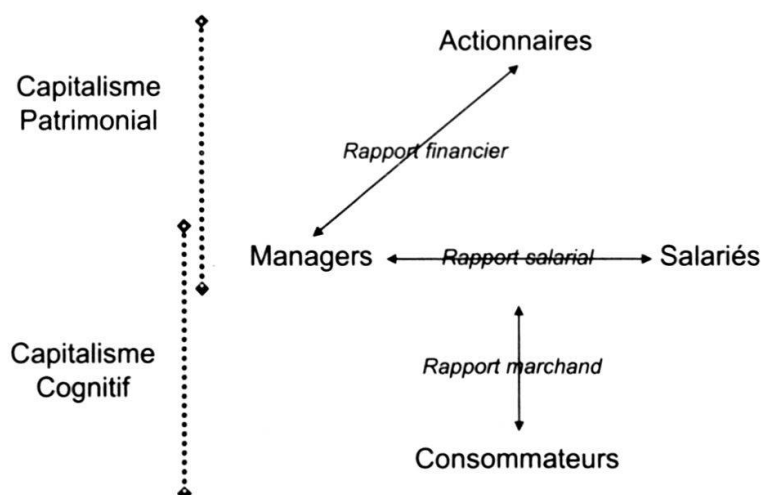 Actionnaires
Capitalisme
Patrimonial
Rapport financier
Managers
Rapport salarial
Salariés
Capitalisme
Cognitif
Rapport marchand
Consommateurs